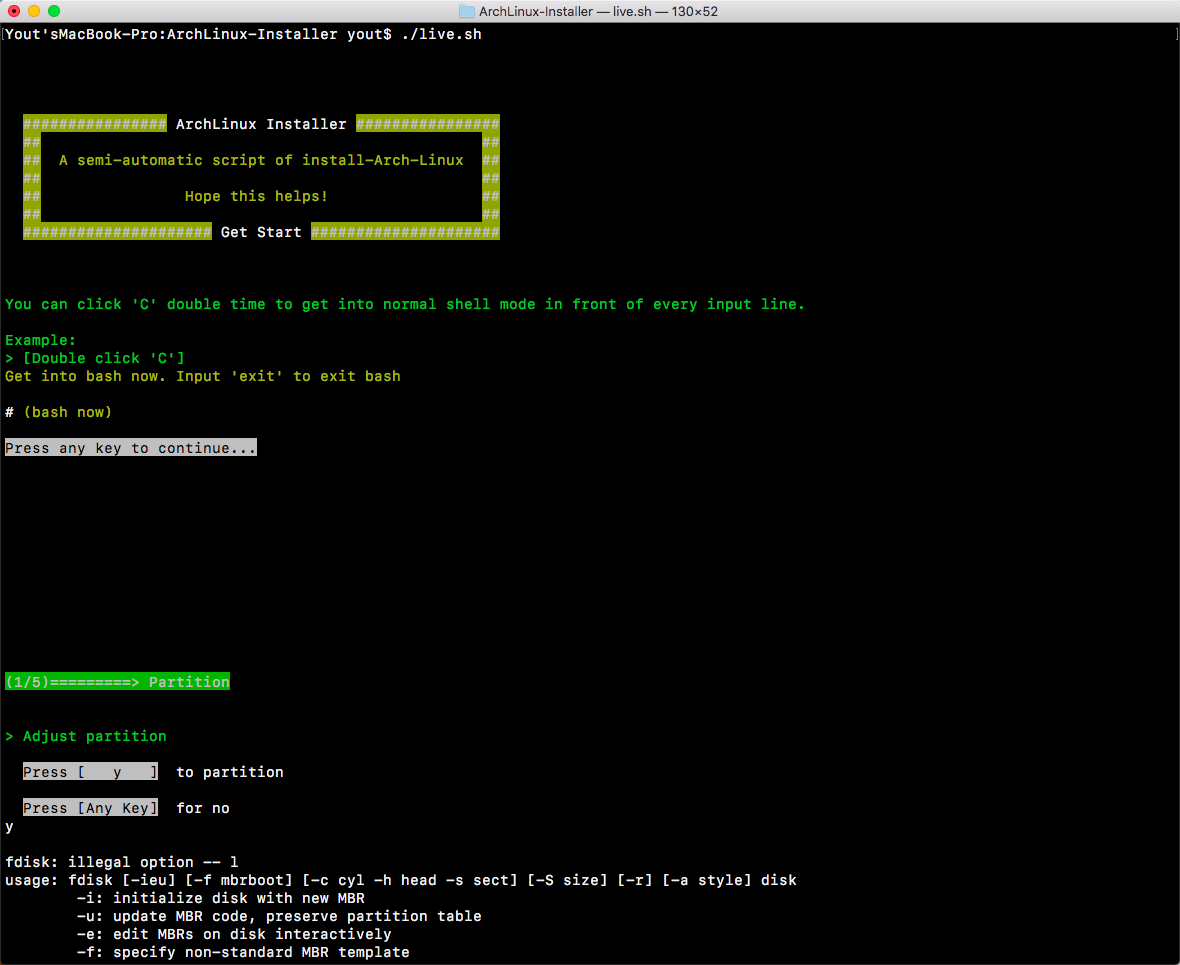 ArchLinux-Installer — live.sh — 130×52
[Yout'sMacBook-Pro:ArchLinux-Installer yout$ ./live.sh ]
################ ArchLinux Installer ################
## ##
## A semi-automatic script of install-Arch-Linux ##
## ##
## Hope this helps! ##
## ##
##################### Get Start #####################
You can click 'C' double time to get into normal shell mode in front of every input line.
Example:
> [Double click 'C']
Get into bash now. Input 'exit' to exit bash
# (bash now)
Press any key to continue...
(1/5)=========> Partition
> Adjust partition
Press [   y   ]  to partition
Press [Any Key]  for no
y
fdisk: illegal option -- l
usage: fdisk [-ieu] [-f mbrboot] [-c cyl -h head -s sect] [-S size] [-r] [-a style] disk
-i: initialize disk with new MBR
-u: update MBR code, preserve partition table
-e: edit MBRs on disk interactively
-f: specify non-standard MBR template